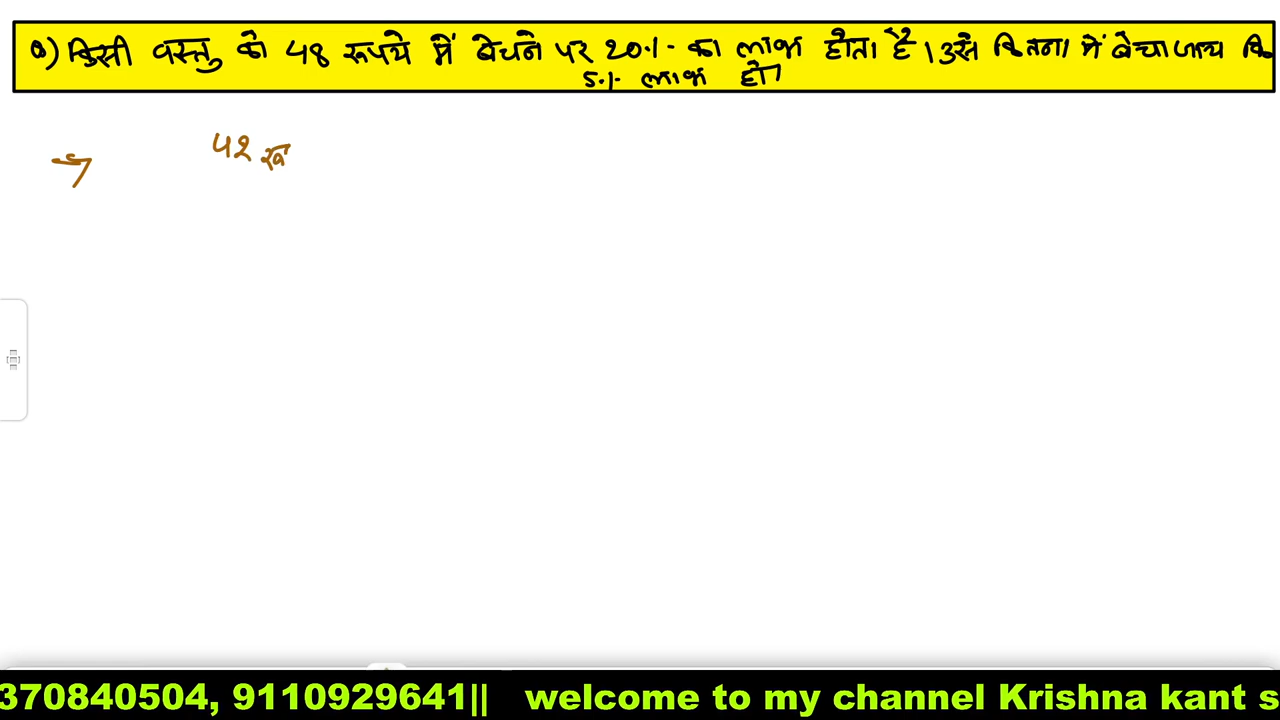 Q) किसी वस्तु को 48 रूपये में बेचने पर 20% का लाभ होता है। उसे कितना में बेचा जाय कि
5% लाभ हो
→ 42 रू
370840504, 9110929641|| welcome to my channel Krishna kant s